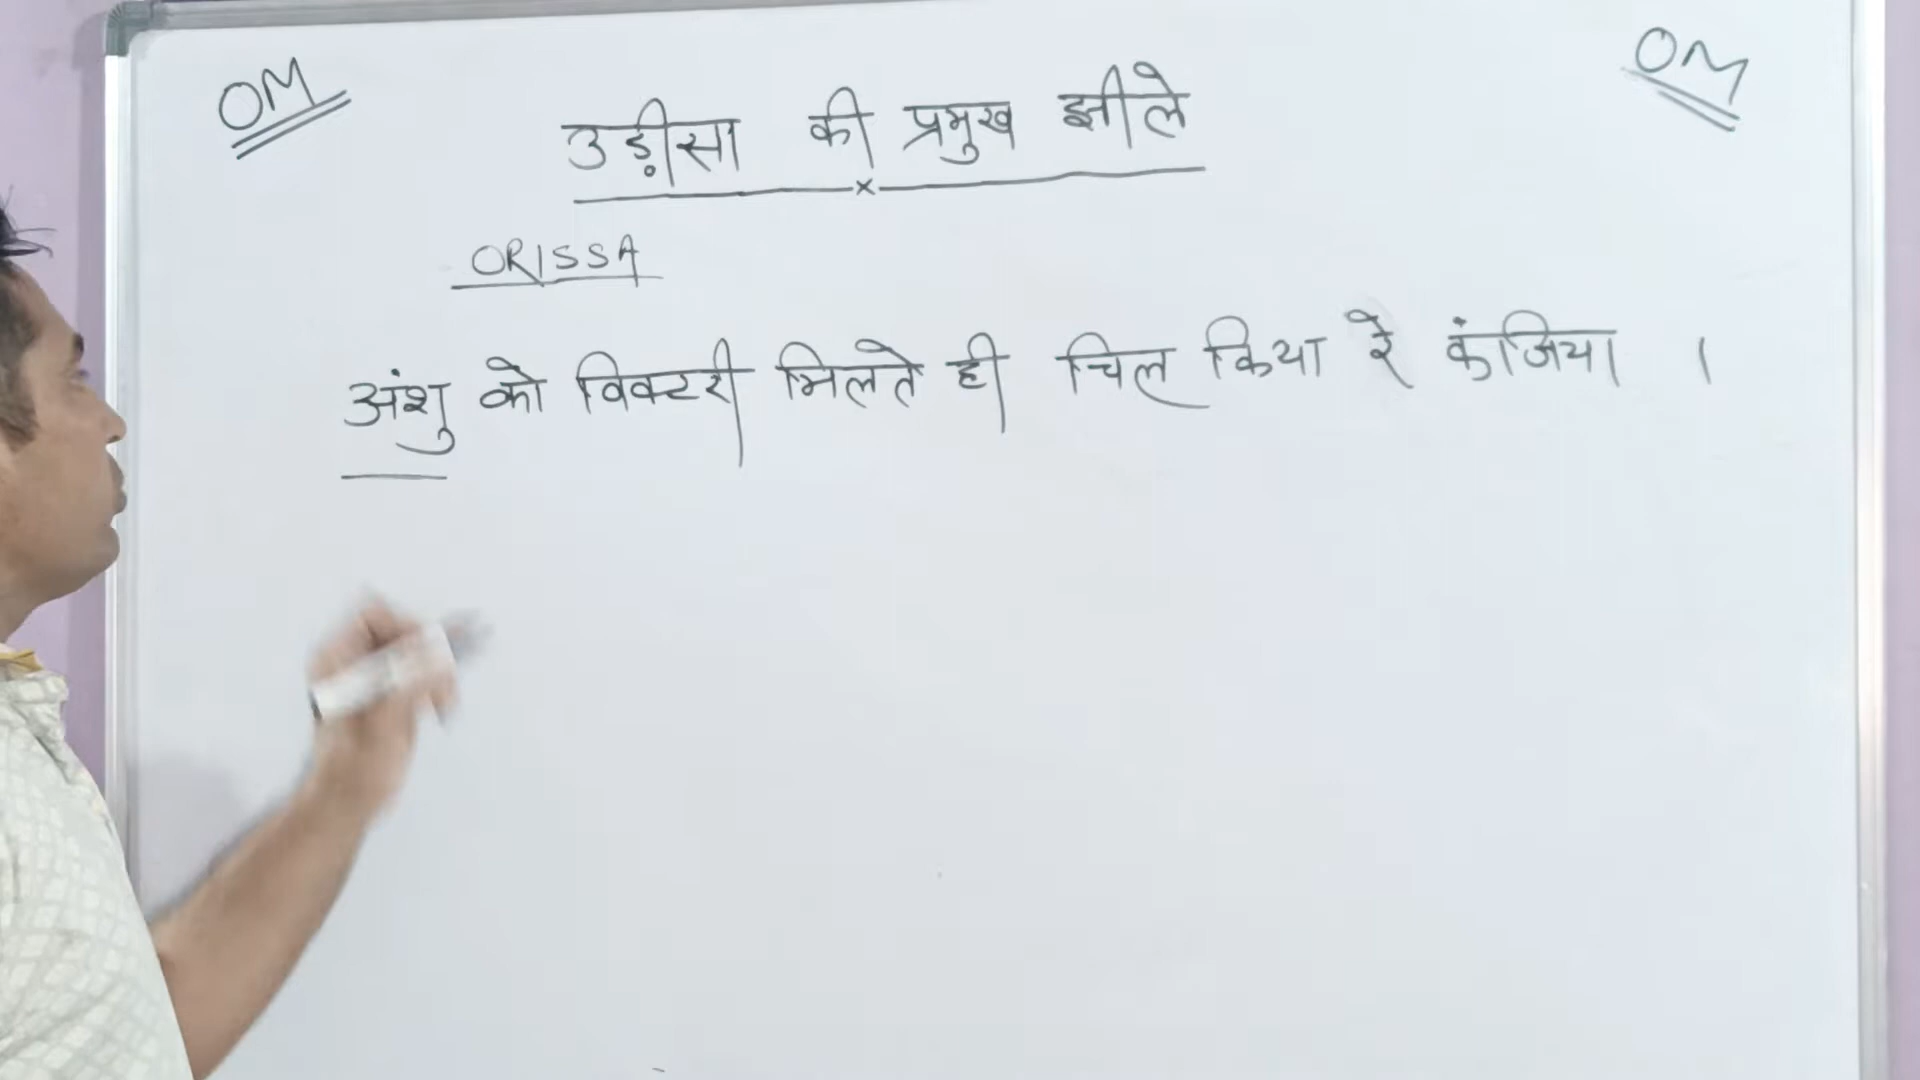 OM OM
उड़ीसा की प्रमुख झीले
ORISSA
अंशु को विक्टरी मिलते ही चिल किया रे कंजिया ।